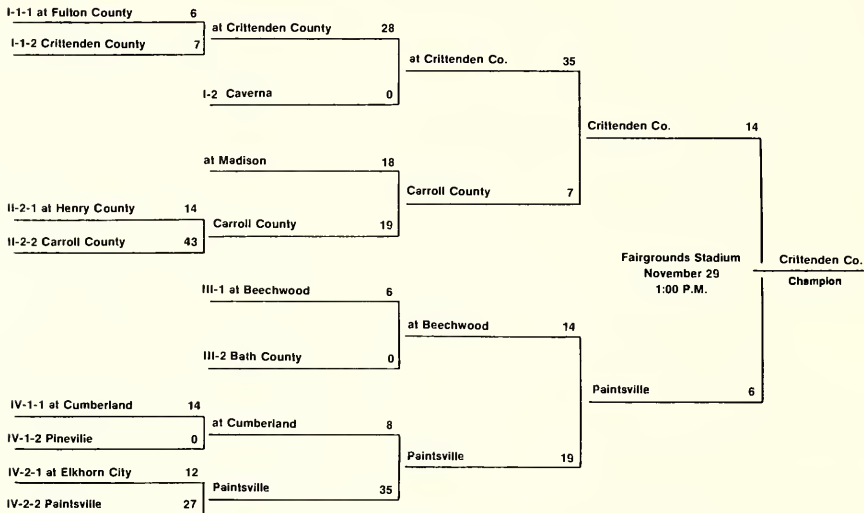 I-1-1 at Fulton County 6
I-1-2 Crittenden County 7
at Crittenden County 28
I-2 Caverna 0
at Crittenden Co. 35
at Madison 18
II-2-1 at Henry County 14
II-2-2 Carroll County 43
Carroll County 19
Carroll County 7
Crittenden Co. 14
III-1 at Beechwood 6
III-2 Bath County 0
at Beechwood 14
IV-1-1 at Cumberland 14
IV-1-2 Pineville 0
at Cumberland 8
IV-2-1 at Elkhorn City 12
IV-2-2 Paintsville 27
Paintsville 35
Paintsville 19
Paintsville 6
Fairgrounds Stadium
November 29
1:00 P.M.
Crittenden Co.
Champion